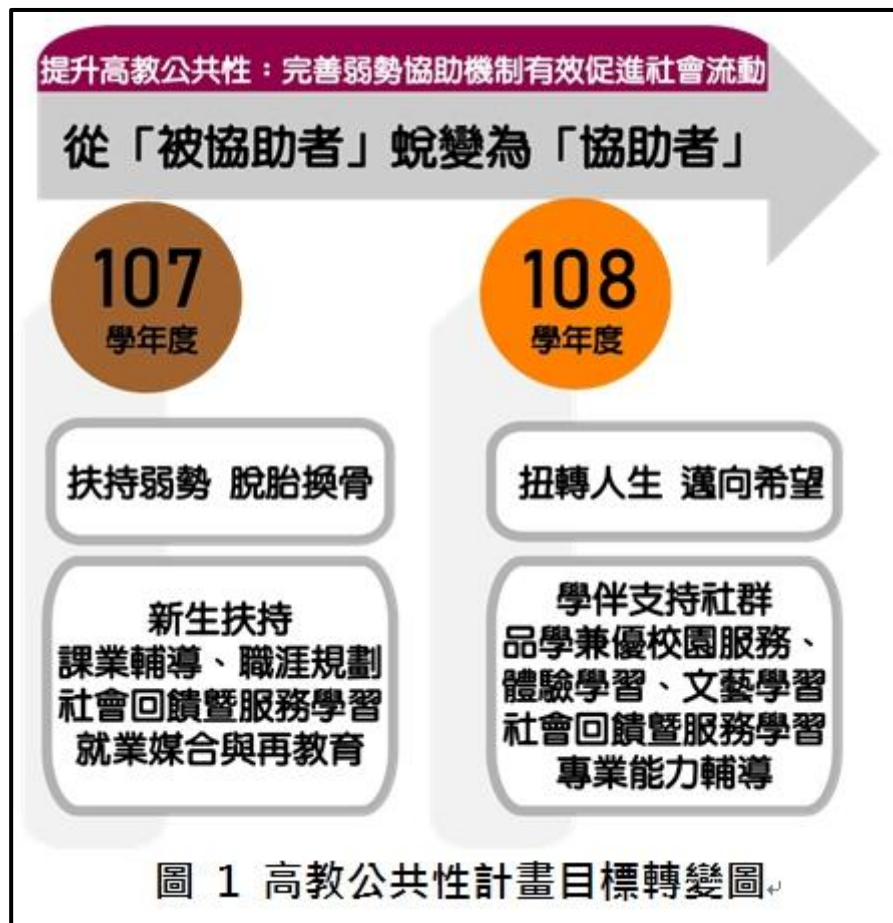 提升高教公共性：完善弱勢協助機制有效促進社會流動
從「被協助者」蛻變為「協助者」
107
學年度
扶持弱勢 脫胎換骨
新生扶持
課業輔導、職涯規劃
社會回饋暨服務學習
就業媒合與再教育
108
學年度
扭轉人生 邁向希望
學伴支持社群
品學兼優校園服務、
體驗學習、文藝學習
社會回饋暨服務學習
專業能力輔導
圖 1 高教公共性計畫目標轉變圖